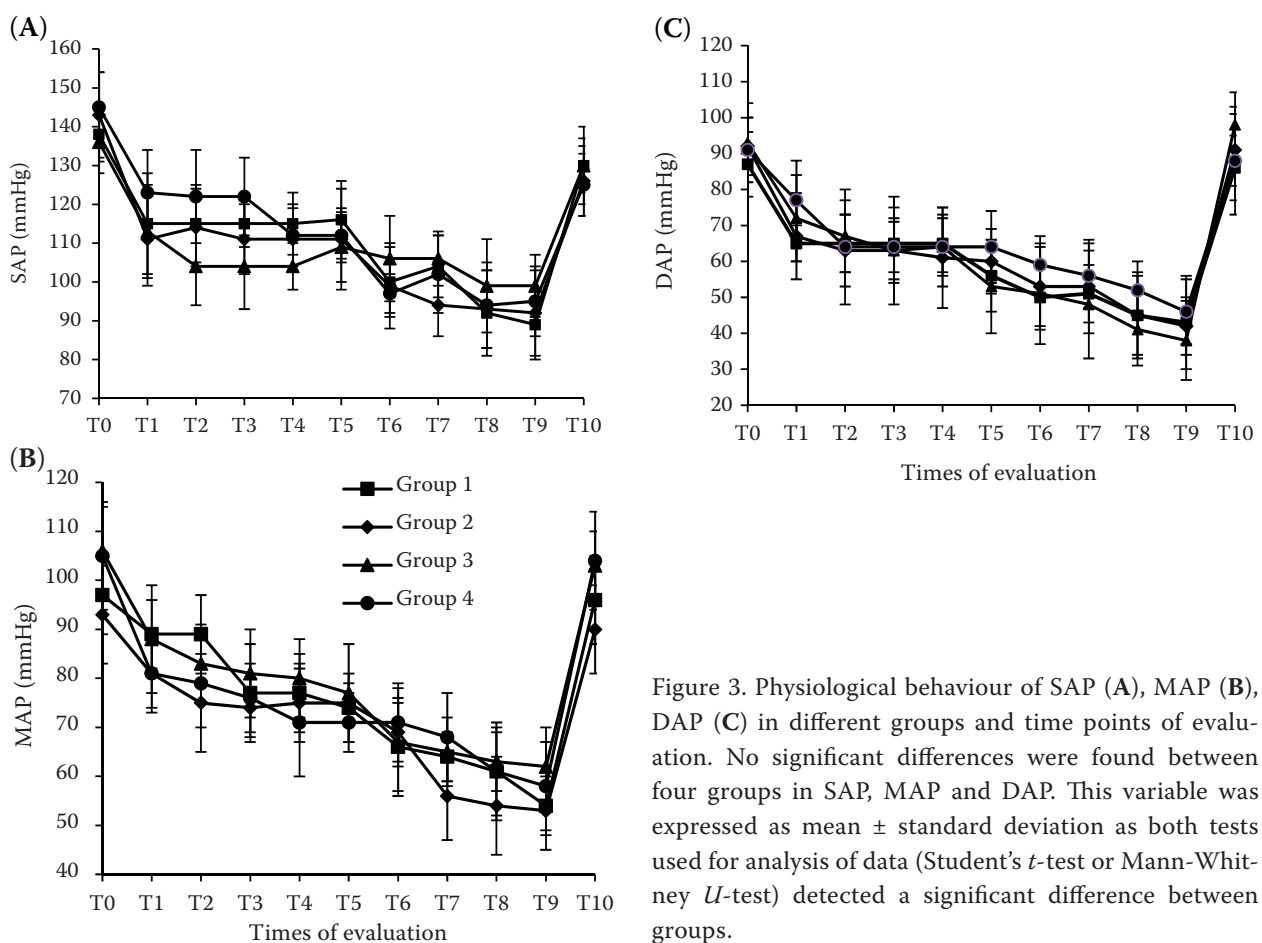 (A)
160
150
140
130
120
110
100
90
80
70
SAP (mmHg)
T0 T1 T2 T3 T4 T5 T6 T7 T8 T9 T10
(B)
120
110
100
90
80
70
60
50
40
MAP (mmHg)
Group 1
Group 2
Group 3
Group 4
T0 T1 T2 T3 T4 T5 T6 T7 T8 T9 T10
Times of evaluation
(C)
120
110
100
90
80
70
60
50
40
30
20
DAP (mmHg)
T0 T1 T2 T3 T4 T5 T6 T7 T8 T9 T10
Times of evaluation
Figure 3. Physiological behaviour of SAP (A), MAP (B),
DAP (C) in different groups and time points of evalu-
ation. No significant differences were found between
four groups in SAP, MAP and DAP. This variable was
expressed as mean ± standard deviation as both tests
used for analysis of data (Student's t-test or Mann-Whit-
ney U-test) detected a significant difference between
groups.